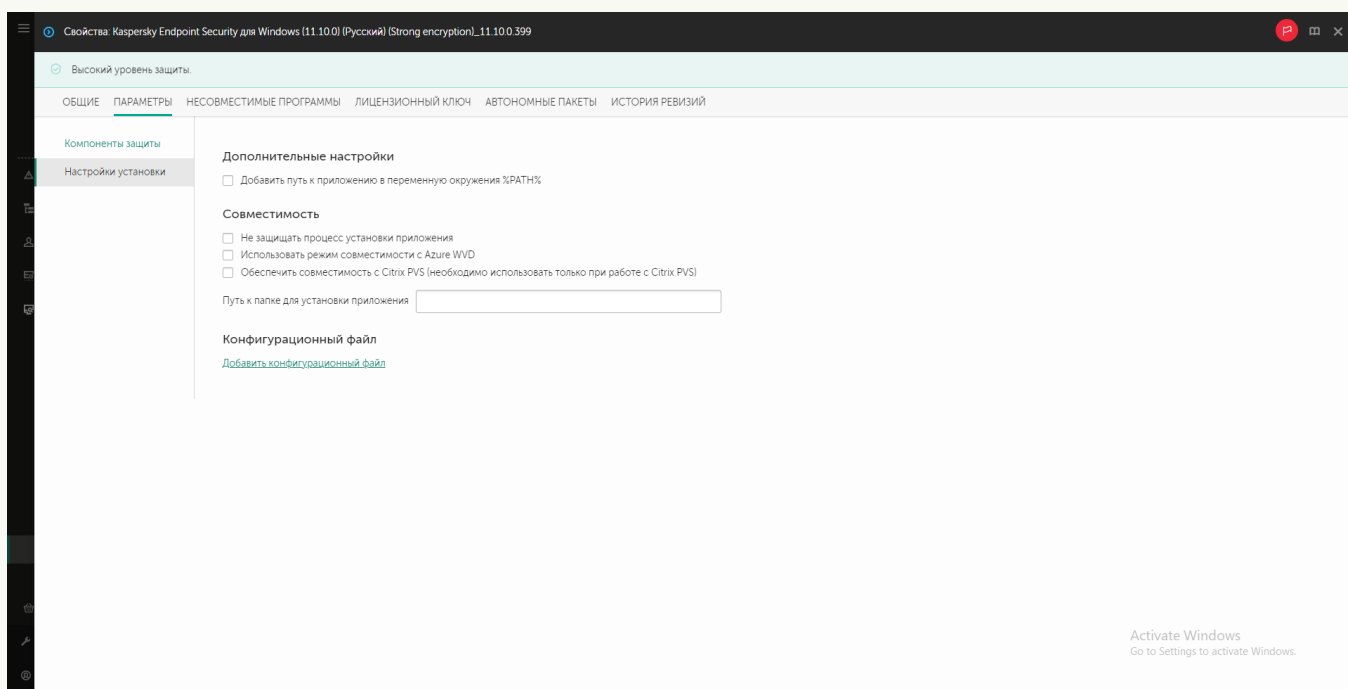 Свойства: Kaspersky Endpoint Security для Windows (11.10.0) (Русский) (Strong encryption)_11.10.0.399
Высокий уровень защиты.
ОБЩИЕ ПАРАМЕТРЫ НЕСОВМЕСТИМЫЕ ПРОГРАММЫ ЛИЦЕНЗИОННЫЙ КЛЮЧ АВТОНОМНЫЕ ПАКЕТЫ ИСТОРИЯ РЕВИЗИЙ
Компоненты защиты
Настройки установки
Дополнительные настройки
Добавить путь к приложению в переменную окружения %PATH%
Совместимость
Не защищать процесс установки приложения
Использовать режим совместимости с Azure WVD
Обеспечить совместимость с Citrix PVS (необходимо использовать только при работе с Citrix PVS)
Путь к папке для установки приложения
Конфигурационный файл
Добавить конфигурационный файл
Activate Windows
Go to Settings to activate Windows.